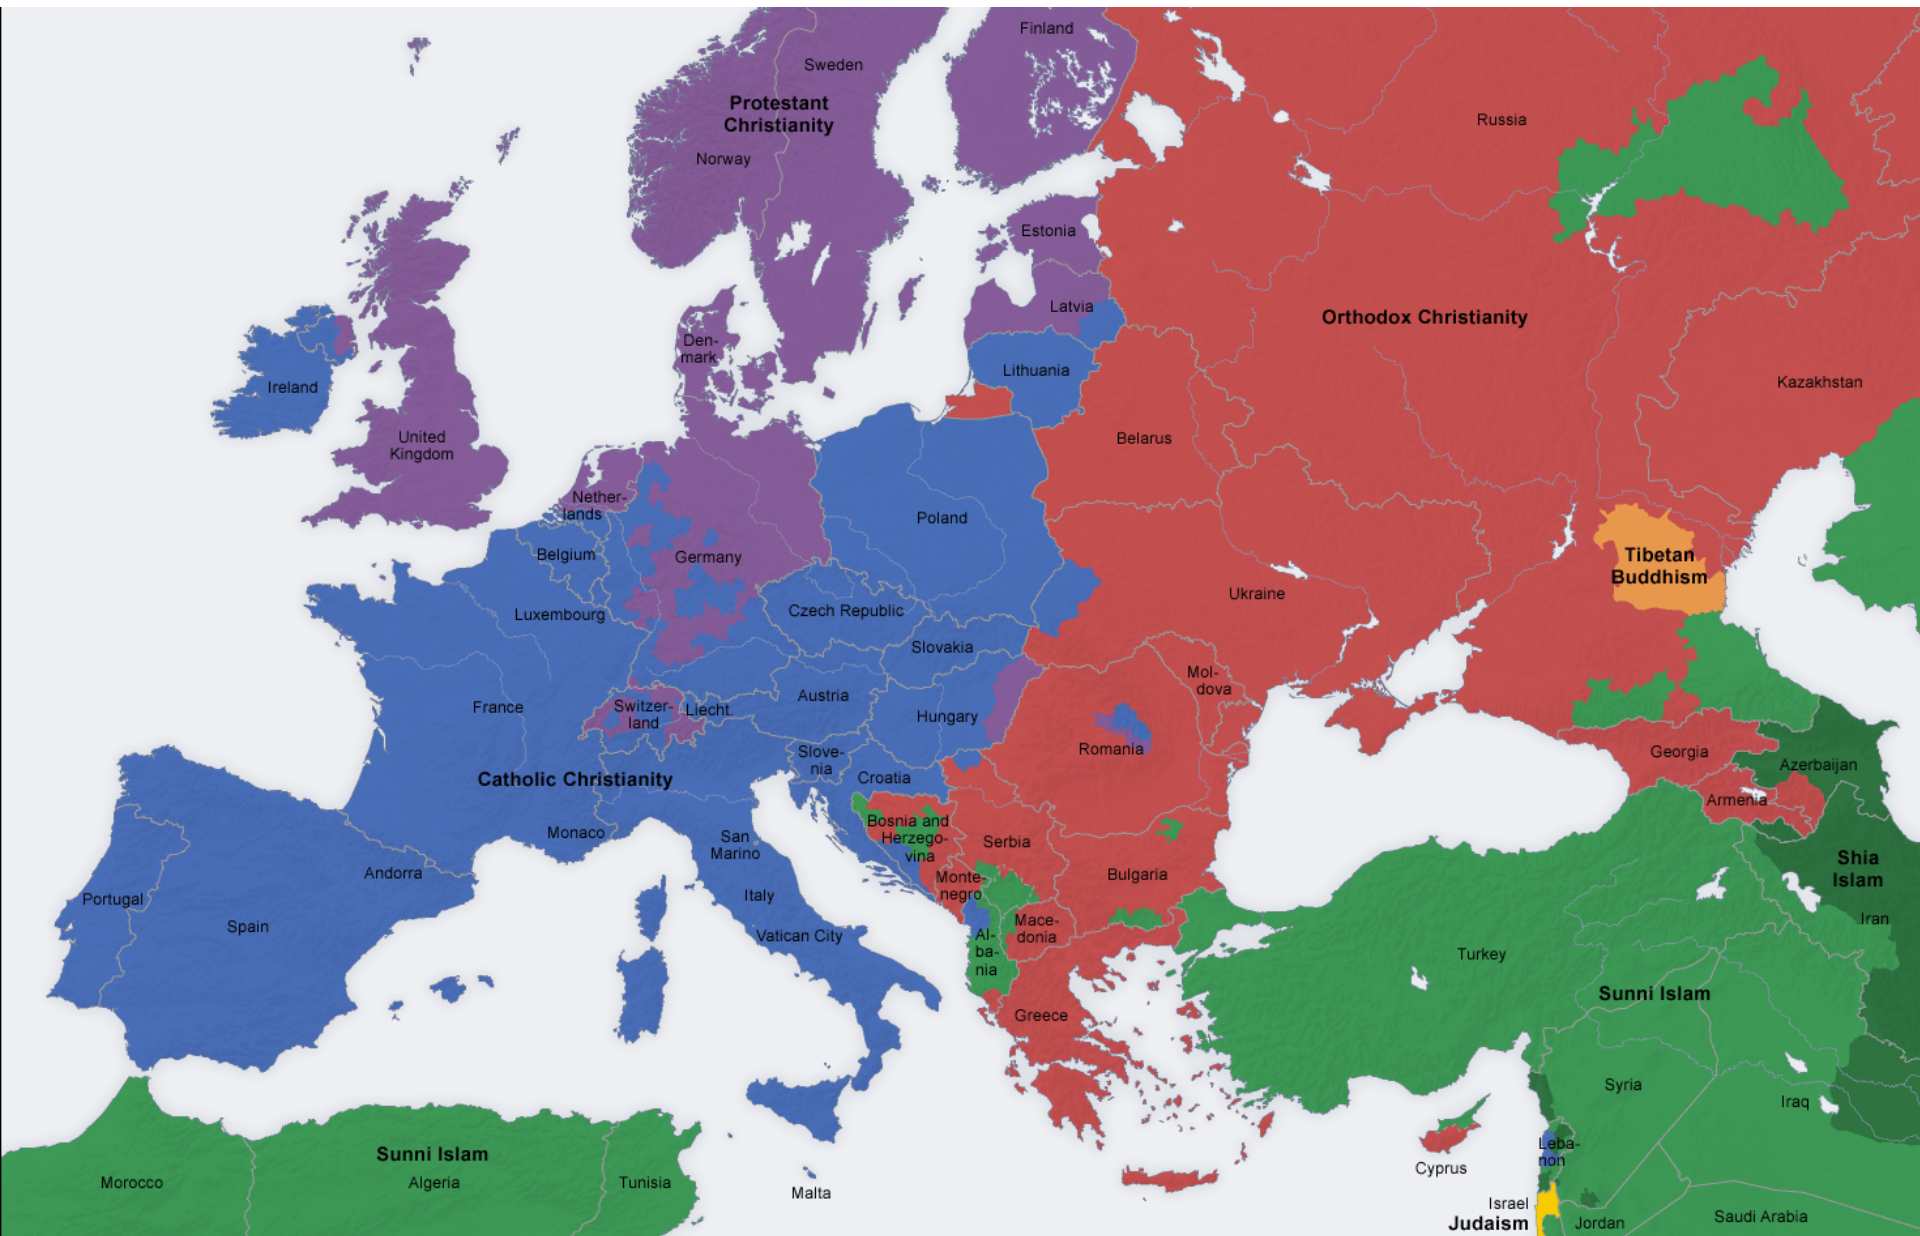 Finland
Sweden
Protestant
Christianity
Norway
Russia
Estonia
Latvia
Orthodox Christianity
Den-
mark
Lithuania
Ireland
Kazakhstan
United
Kingdom
Belarus
Nether-
lands
Poland
Belgium
Germany
Tibetan
Buddhism
Ukraine
Luxembourg
Czech Republic
Slovakia
Mol-
dova
Austria
France
Switzer-
land
Liecht.
Hungary
Romania
Georgia
Slove-
nia
Croatia
Catholic Christianity
Azerbaijan
Armenia
Bosnia and
Herzego-
vina
Serbia
Monaco
San
Marino
Shia
Islam
Andorra
Monte-
negro
Bulgaria
Portugal
Spain
Italy
Vatican City
Mace-
donia
Al-
ba-
nia
Iran
Turkey
Sunni Islam
Greece
Syria
Iraq
Sunni Islam
Morocco
Algeria
Tunisia
Malta
Cyprus
Leba-
non
Israel
Judaism
Jordan
Saudi Arabia